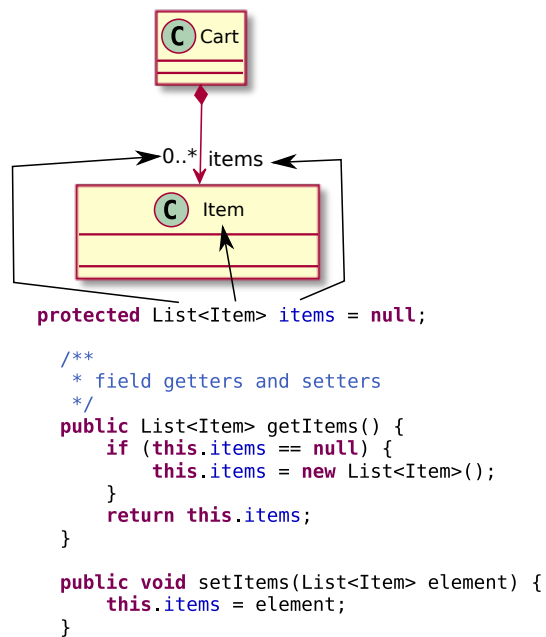 C Cart
0..* items
C Item
protected List<Item> items = null;
/**
* field getters and setters
*/
public List<Item> getItems() {
if (this.items == null) {
this.items = new List<Item>();
}
return this.items;
}
public void setItems(List<Item> element) {
this.items = element;
}